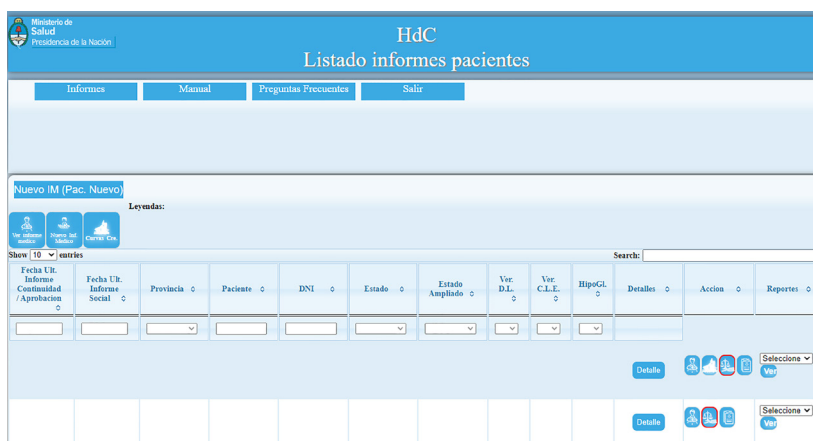 Ministerio de
Salud
Presidencia de la Nación
HdC
Listado informes pacientes
Informes Manual Preguntas Frecuentes Salir
Nuevo IM (Pac. Nuevo)
Leyendas:
Ver informe medico
Nuevo Inf. Medico
Curvas Cre.
Show 10 entries Search:
Fecha Ult. Informe Continuidad / Aprobacion
Fecha Ult. Informe Social
Provincia
Paciente
DNI
Estado
Estado Ampliado
Ver. D.L.
Ver. C.L.E.
HipoGl.
Detalles
Accion
Reportes
Detalle Seleccione
Ver
Detalle Seleccione
Ver